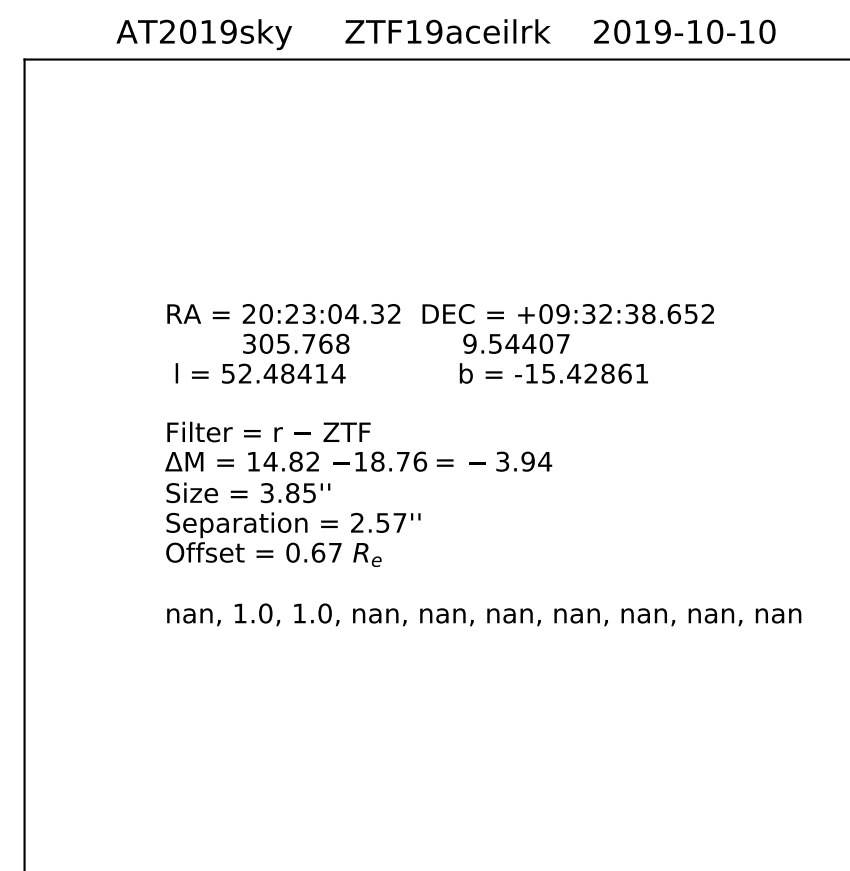 AT2019sky ZTF19aceilrk 2019-10-10
RA = 20:23:04.32 DEC = +09:32:38.652
305.768 9.54407
l = 52.48414 b = -15.42861
Filter = r − ZTF
ΔM = 14.82 −18.76 = − 3.94
Size = 3.85''
Separation = 2.57''
Offset = 0.67 Re
nan, 1.0, 1.0, nan, nan, nan, nan, nan, nan, nan